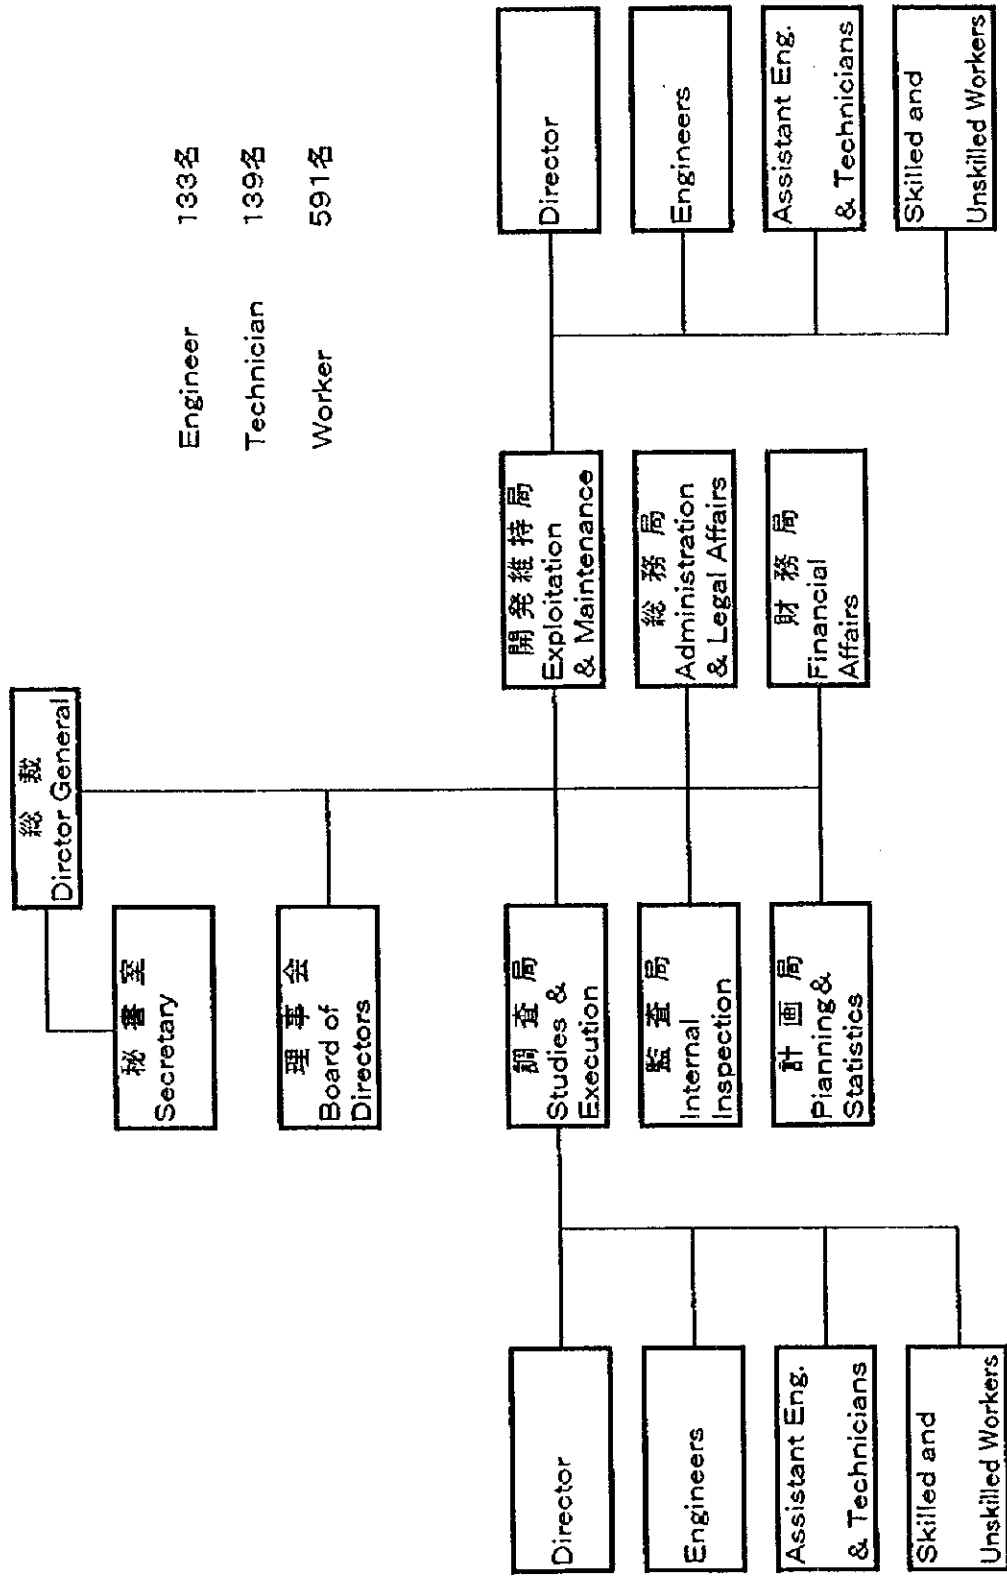 総 裁
Dirctor General
秘 書 室
Secretary
理 事 会
Board of
Directors
Engineer 133名
Technician 139名
Worker 591名
調 査 局
Studies &
Execution
開 発 維 持 局
Exploitation
& Maintenance
監 査 局
Internal
Inspection
総 務 局
Administration
& Legal Affairs
計 画 局
Pianning &
Statistics
財 務 局
Financial
Affairs
Director
Engineers
Assistant Eng.
& Technicians
Skilled and
Unskilled Workers
Director
Engineers
Assistant Eng.
& Technicians
Skilled and
Unskilled Workers